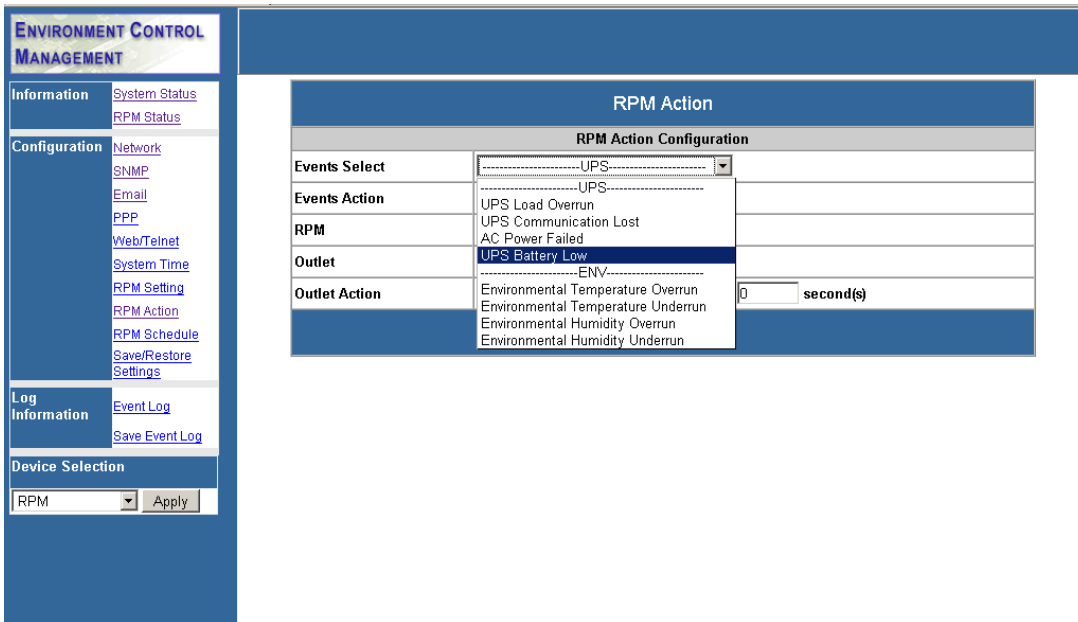 ENVIRONMENT CONTROL
MANAGEMENT
Information
System Status
RPM Status
Configuration
Network
SNMP
Email
PPP
Web/Telnet
System Time
RPM Setting
RPM Action
RPM Schedule
Save/Restore
Settings
Log
Information
Event Log
Save Event Log
Device Selection
RPM
Apply
RPM Action
RPM Action Configuration
Events Select
-----------------------UPS-----------------------
Events Action
RPM
Outlet
Outlet Action
-----------------------UPS-----------------------
UPS Load Overrun
UPS Communication Lost
AC Power Failed
UPS Battery Low
-----------------------ENV-----------------------
Environmental Temperature Overrun
Environmental Temperature Underrun
Environmental Humidity Overrun
Environmental Humidity Underrun
0 second(s)